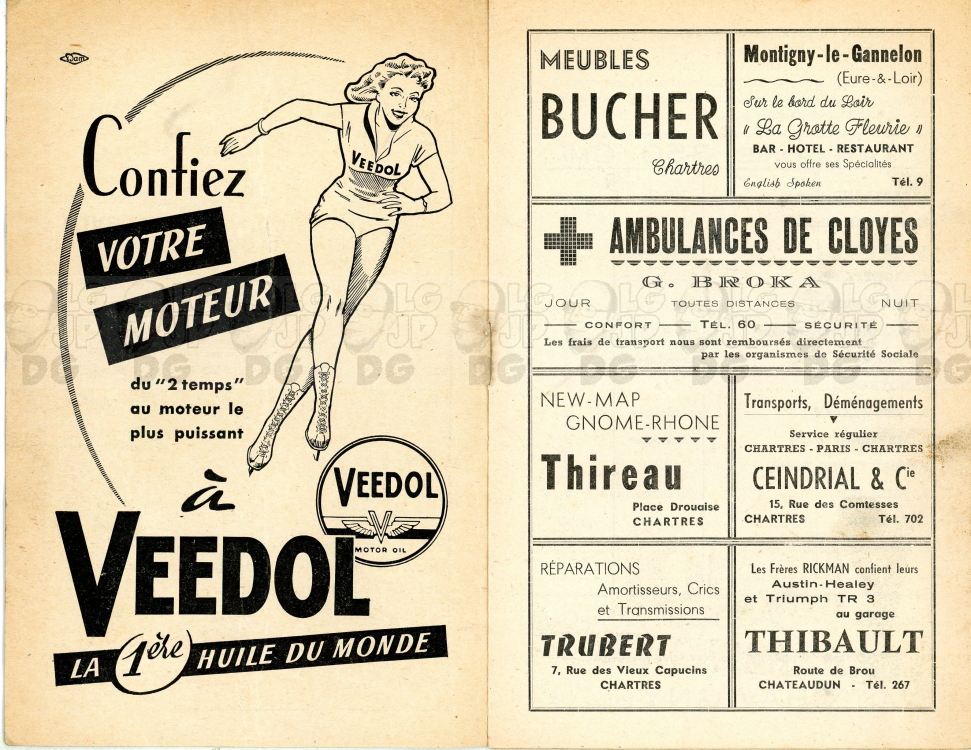 Sjam
Confiez
VOTRE
MOTEUR
du "2 temps"
au moteur le
plus puissant
à
VEEDOL
LA 1ère HUILE DU MONDE
VEEDOL
VEEDOL
MOTOR OIL
MEUBLES
BUCHER
Chartres
Montigny-le-Gannelon
(Eure-&-Loir)
Sur le bord du Loir
" La Grotte Fleurie "
BAR - HOTEL - RESTAURANT
vous offre ses Spécialités
English Spoken Tél. 9
AMBULANCES DE CLOYES
G. BROKA
JOUR TOUTES DISTANCES NUIT
CONFORT — TÉL. 60 — SÉCURITÉ
Les frais de transport nous sont remboursés directement
par les organismes de Sécurité Sociale
NEW-MAP
GNOME-RHONE
Thireau
Place Drouaise
CHARTRES
Transports, Déménagements
Service régulier
CHARTRES - PARIS - CHARTRES
CEINDRIAL & Cie
15, Rue des Comtesses
CHARTRES Tél. 702
RÉPARATIONS
Amortisseurs, Crics
et Transmissions
TRUBERT
7, Rue des Vieux Capucins
CHARTRES
Les Frères RICKMAN confient leurs
Austin-Healey
et Triumph TR 3
au garage
THIBAULT
Route de Brou
CHATEAUDUN - Tél. 267